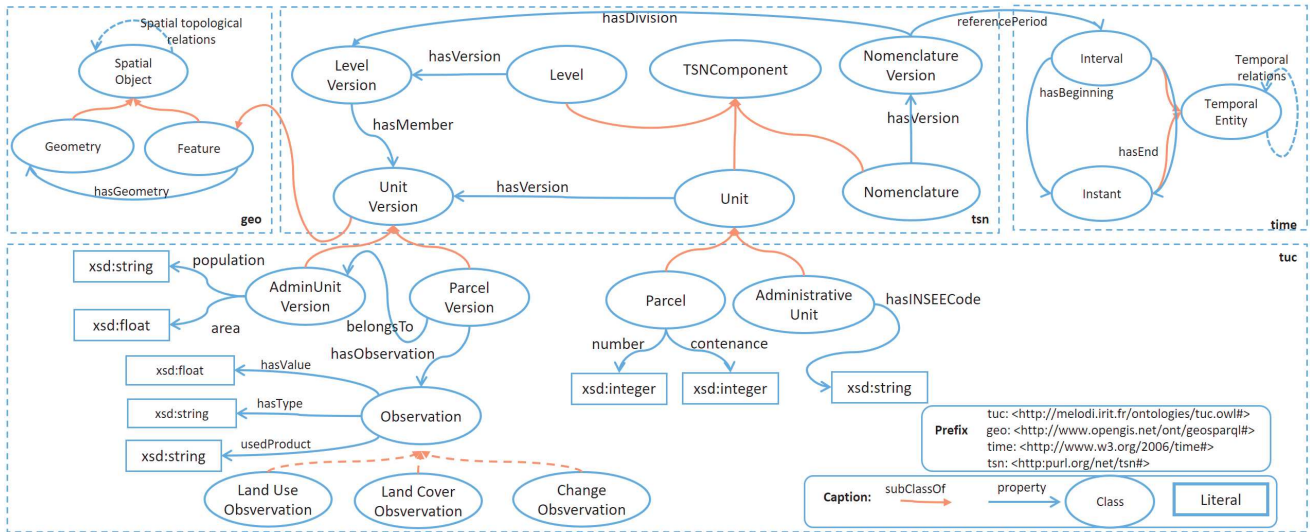 Spatial topological
relations
Spatial
Object
Geometry
Feature
hasGeometry
geo
hasDivision
Level
Version
hasVersion
Level
TSNComponent
Nomenclature
Version
hasMember
hasVersion
Unit
Version
hasVersion
Unit
Nomenclature
tsn
referencePeriod
Interval
Temporal
relations
hasBeginning
Temporal
Entity
hasEnd
Instant
time
tuc
xsd:string
population
AdminUnit
Version
Parcel
Version
xsd:float
area
belongsTo
hasObservation
Parcel
Administrative
Unit
hasINSEECode
number
contenance
xsd:integer
xsd:integer
xsd:string
xsd:float
hasValue
xsd:string
hasType
Observation
xsd:string
usedProduct
Land Use
Obvservation
Land Cover
Obvservation
Change
Obvservation
Prefix
tuc: <http://melodi.irit.fr/ontologies/tuc.owl#>
geo: <http://www.opengis.net/ont/geosparql#>
time: <http://www.w3.org/2006/time#>
tsn: <http:purl.org/net/tsn#>
Caption:
subClassOf
property
Class
Literal